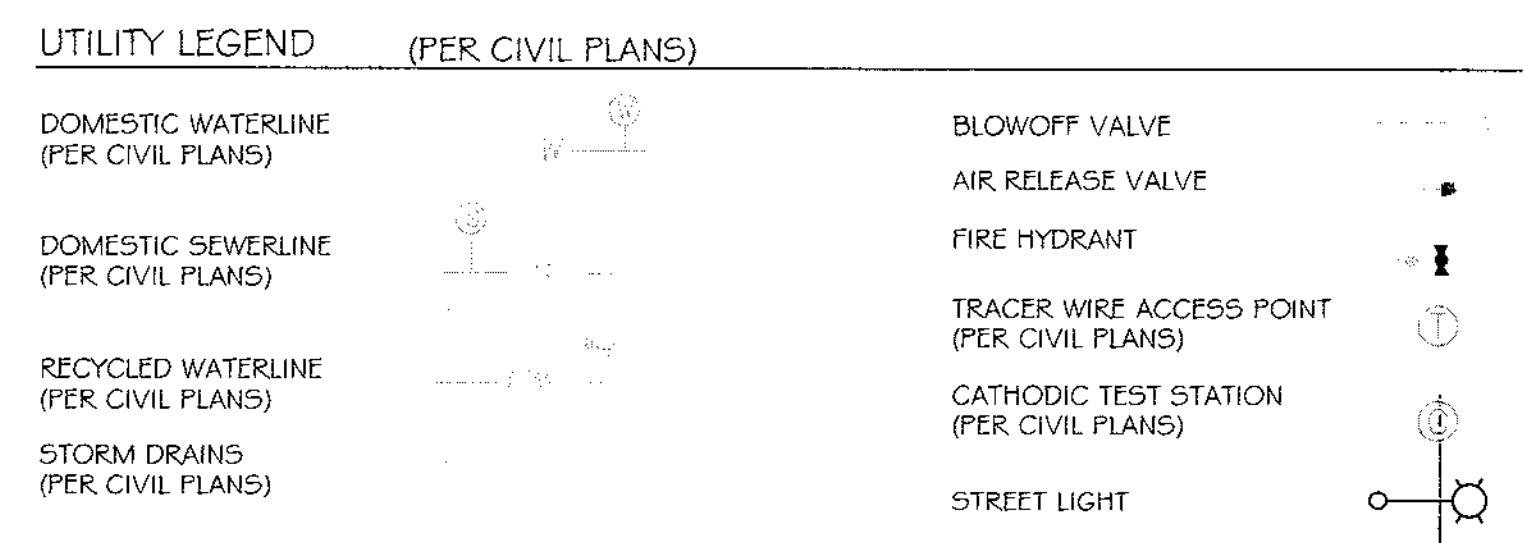 UTILITY LEGEND (PER CIVIL PLANS)
DOMESTIC WATERLINE
(PER CIVIL PLANS)
W
W
DOMESTIC SEWERLINE
(PER CIVIL PLANS)
S
RECYCLED WATERLINE
(PER CIVIL PLANS)
STORM DRAINS
(PER CIVIL PLANS)
BLOWOFF VALVE
AIR RELEASE VALVE
FIRE HYDRANT
TRACER WIRE ACCESS POINT
(PER CIVIL PLANS)
T
CATHODIC TEST STATION
(PER CIVIL PLANS)
C
STREET LIGHT